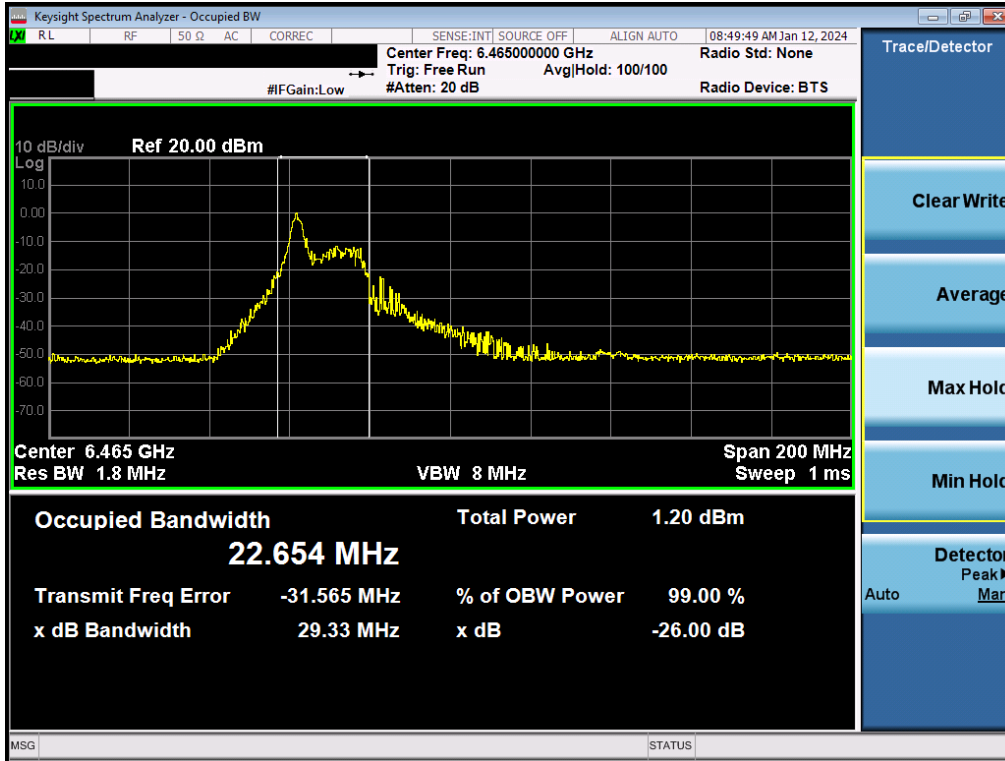 Keysight Spectrum Analyzer - Occupied BW
LXI RL RF 50 Ω AC CORREC SENSE:INT SOURCE OFF ALIGN AUTO 08:49:49 AM Jan 12, 2024
Center Freq: 6.465000000 GHz Radio Std: None
Trig: Free Run Avg|Hold: 100/100
#IFGain:Low #Atten: 20 dB Radio Device: BTS
Trace/Detector
10 dB/div Ref 20.00 dBm
Log
10.0
0.00
-10.0
-20.0
-30.0
-40.0
-50.0
-60.0
-70.0
Center 6.465 GHz Span 200 MHz
Res BW 1.8 MHz VBW 8 MHz Sweep 1 ms
Occupied Bandwidth Total Power 1.20 dBm
22.654 MHz
Transmit Freq Error -31.565 MHz % of OBW Power 99.00 %
x dB Bandwidth 29.33 MHz x dB -26.00 dB
Clear Write
Average
Max Hold
Min Hold
Detector
Peak
Auto Man
MSG STATUS